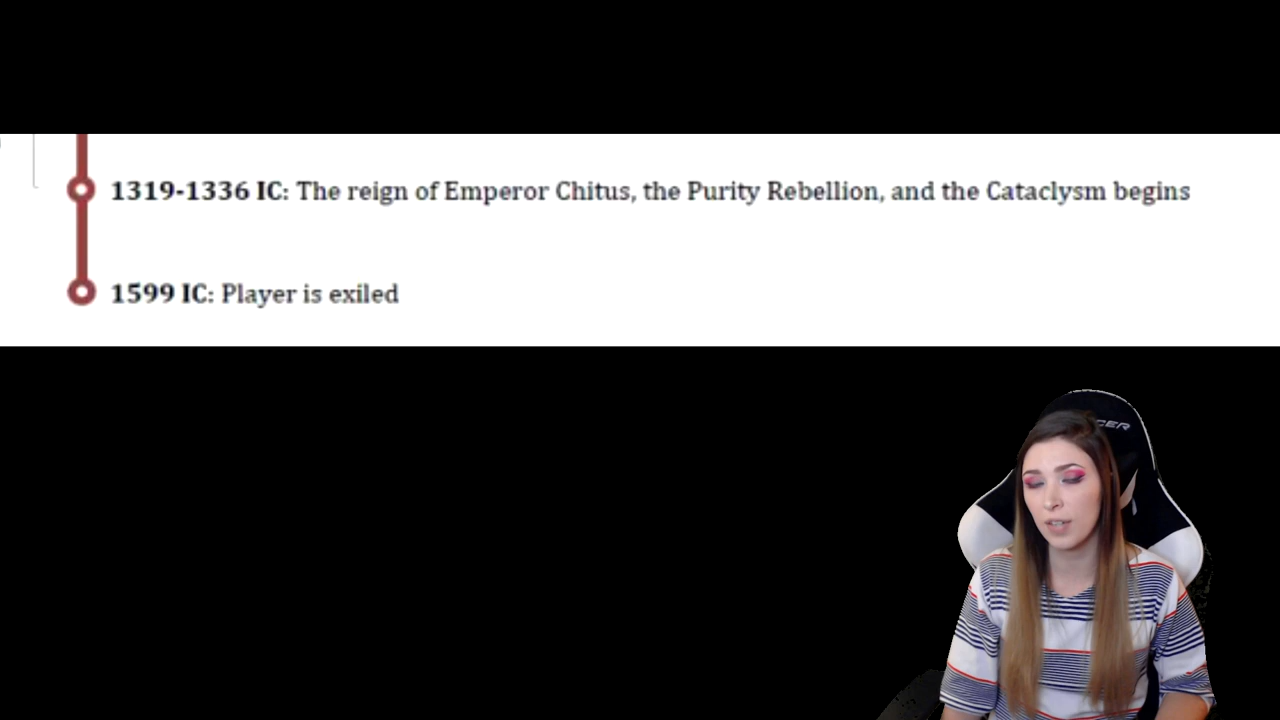 1319-1336 IC: The reign of Emperor Chitus, the Purity Rebellion, and the Cataclysm begins
1599 IC: Player is exiled
CER